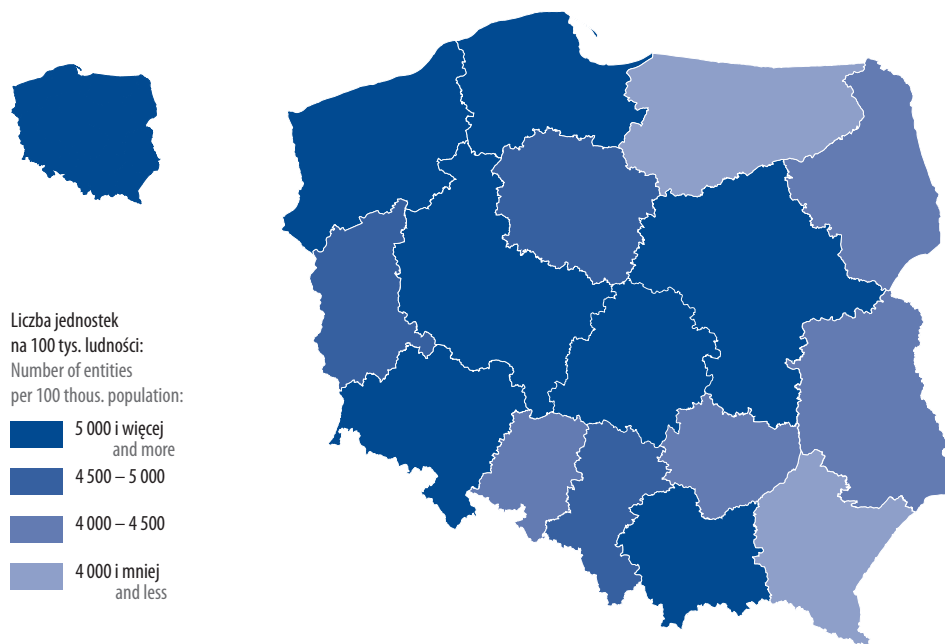 Liczba jednostek
na 100 tys. ludności:
Number of entities
per 100 thous. population:
5 000 i więcej
and more
4 500 – 5 000
4 000 – 4 500
4 000 i mniej
and less